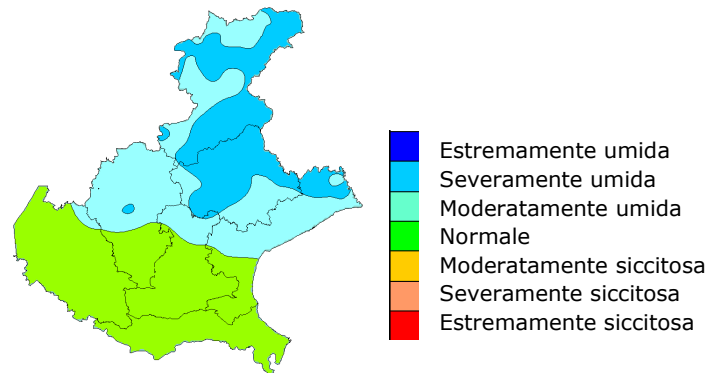 Estremamente umida
Severamente umida
Moderatamente umida
Normale
Moderatamente siccitosa
Severamente siccitosa
Estremamente siccitosa